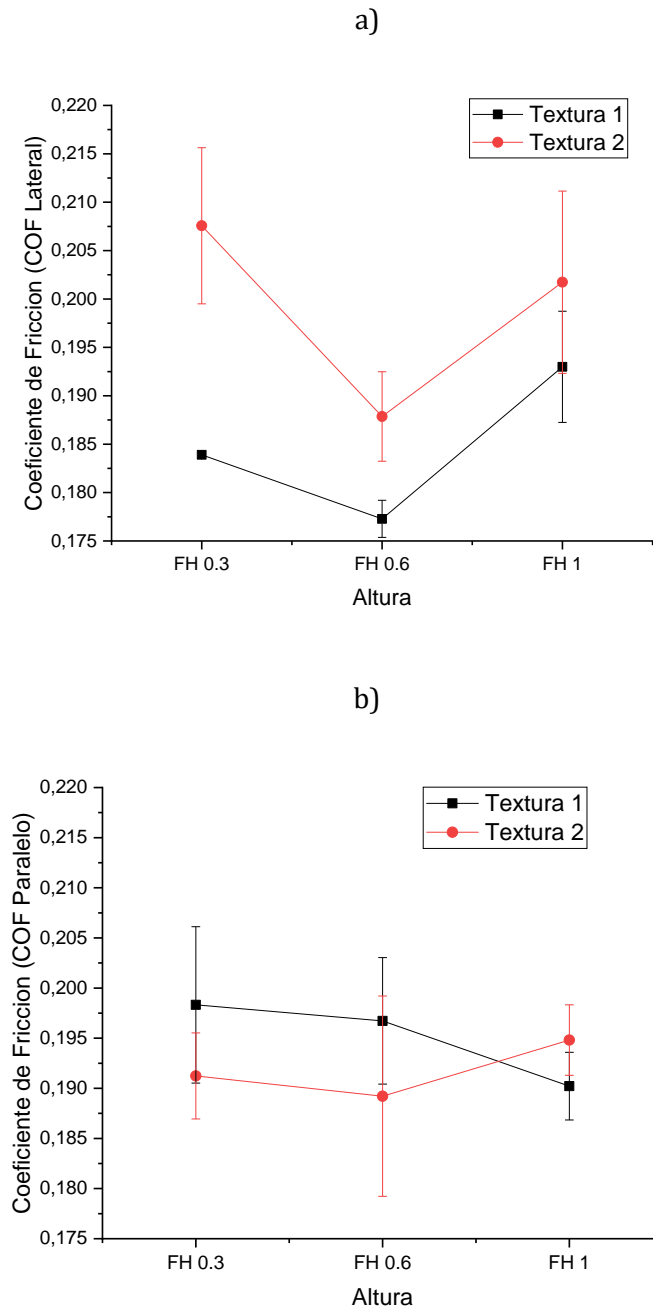 a)
0,220
0,215
0,210
0,205
0,200
0,195
0,190
0,185
0,180
0,175
Coeficiente de Friccion (COF Lateral)
Textura 1
Textura 2
FH 0.3
FH 0.6
FH 1
Altura
b)
0,220
0,215
0,210
0,205
0,200
0,195
0,190
0,185
0,180
0,175
Coeficiente de Friccion (COF Paralelo)
Textura 1
Textura 2
FH 0.3
FH 0.6
FH 1
Altura